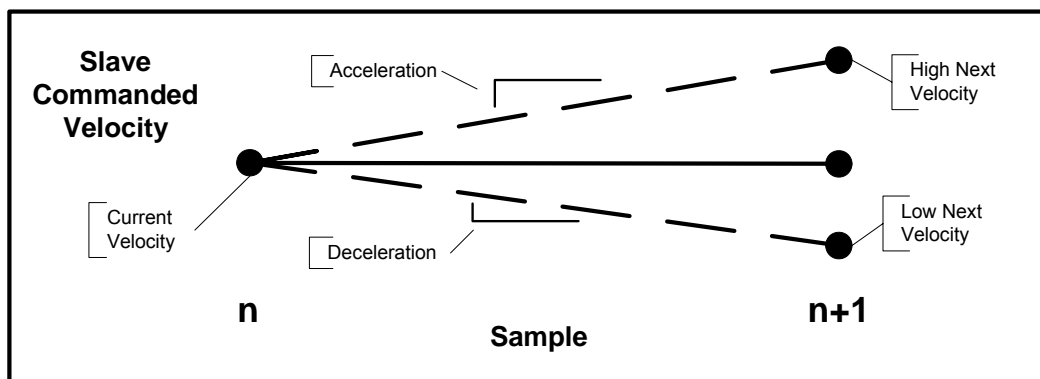 Slave
Commanded
Velocity
Acceleration
High Next
Velocity
Current
Velocity
Deceleration
Low Next
Velocity
n
n+1
Sample